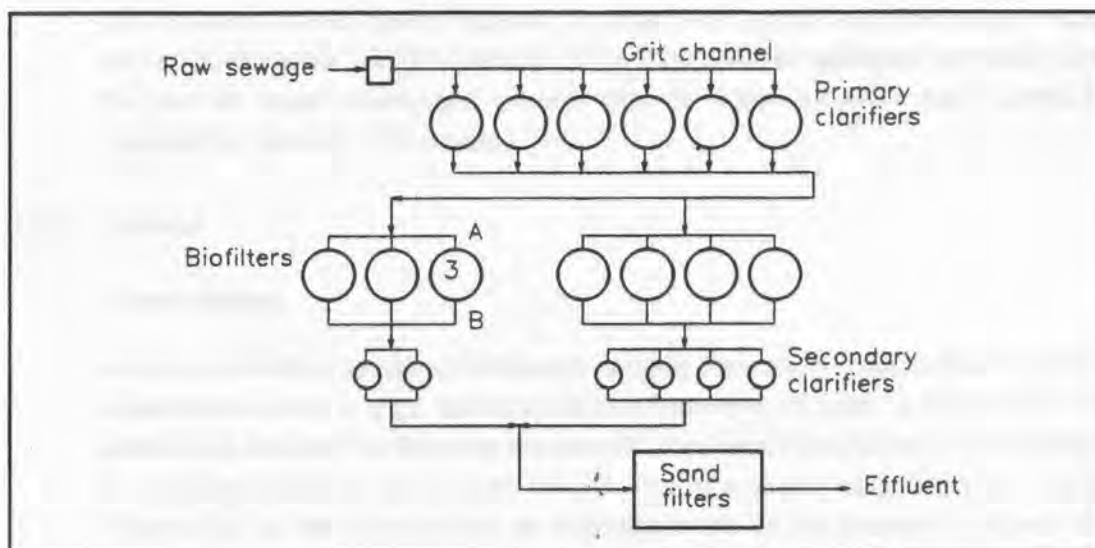 Grit channel
Raw sewage
Primary
clarifiers
A
Biofilters
3
B
Secondary
clarifiers
Sand
filters
Effluent